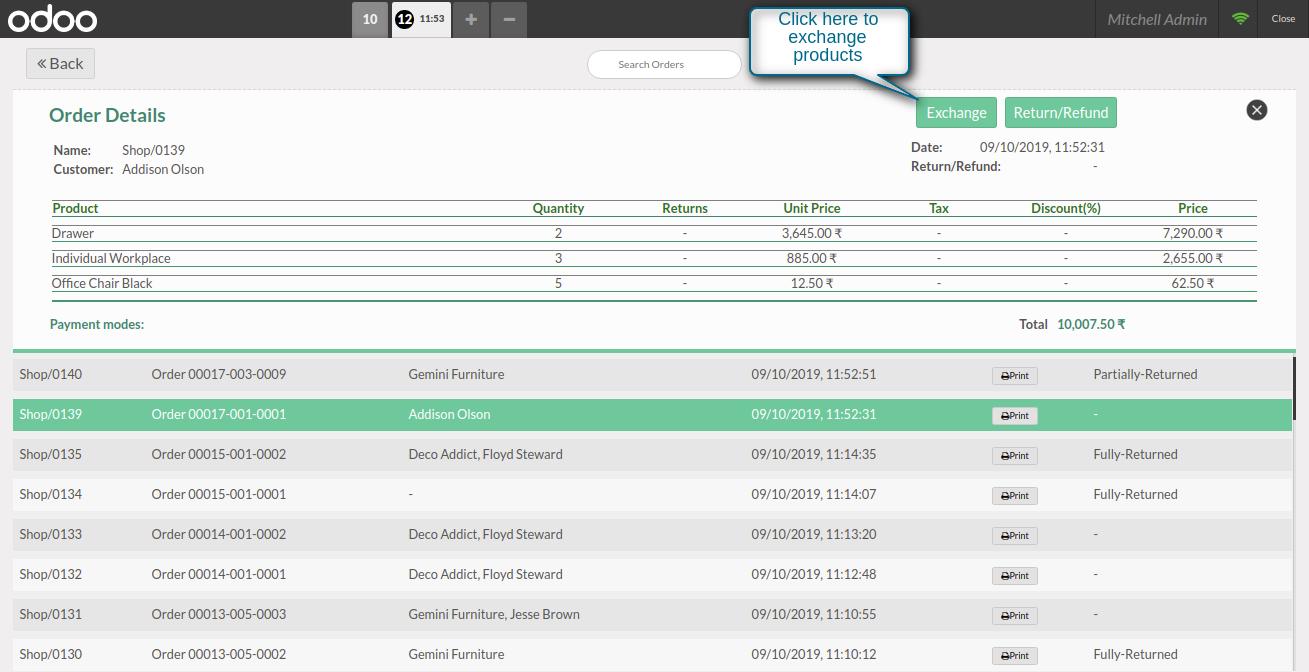 odoo 10 12 11:53 + − Mitchell Admin Close
Click here to
exchange
products
« Back Search Orders
Order Details Exchange Return/Refund
Name: Shop/0139 Date: 09/10/2019, 11:52:31
Customer: Addison Olson Return/Refund: -
Product Quantity Returns Unit Price Tax Discount(%) Price
Drawer 2 - 3,645.00 ₹ - - 7,290.00 ₹
Individual Workplace 3 - 885.00 ₹ - - 2,655.00 ₹
Office Chair Black 5 - 12.50 ₹ - - 62.50 ₹
Payment modes: Total 10,007.50 ₹
Shop/0140 Order 00017-003-0009 Gemini Furniture 09/10/2019, 11:52:51 Print Partially-Returned
Shop/0139 Order 00017-001-0001 Addison Olson 09/10/2019, 11:52:31 Print -
Shop/0135 Order 00015-001-0002 Deco Addict, Floyd Steward 09/10/2019, 11:14:35 Print Fully-Returned
Shop/0134 Order 00015-001-0001 - 09/10/2019, 11:14:07 Print Fully-Returned
Shop/0133 Order 00014-001-0002 Deco Addict, Floyd Steward 09/10/2019, 11:13:20 Print -
Shop/0132 Order 00014-001-0001 Deco Addict, Floyd Steward 09/10/2019, 11:12:48 Print -
Shop/0131 Order 00013-005-0003 Gemini Furniture, Jesse Brown 09/10/2019, 11:10:55 Print -
Shop/0130 Order 00013-005-0002 Gemini Furniture 09/10/2019, 11:10:12 Print Fully-Returned